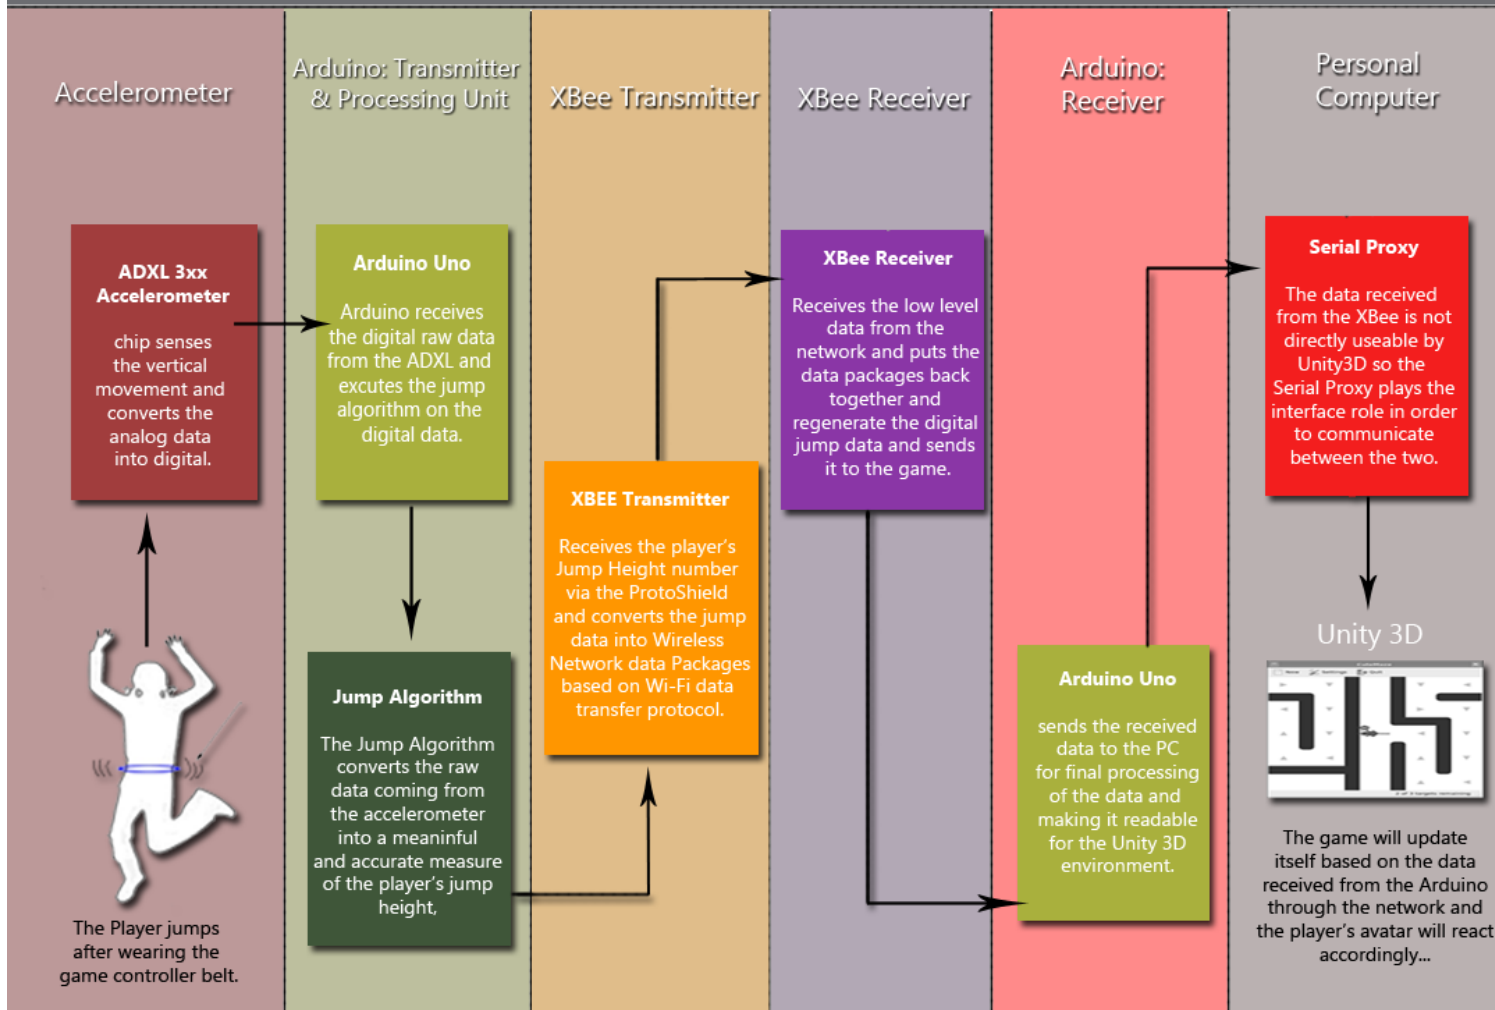 Accelerometer
Arduino: Transmitter
& Processing Unit
XBee Transmitter
XBee Receiver
Arduino:
Receiver
Personal
Computer
ADXL 3xx
Accelerometer
chip senses
the vertical
movement and
converts the
analog data
into digital.
The Player jumps
after wearing the
game controller belt.
Arduino Uno
Arduino receives
the digital raw data
from the ADXL and
excutes the jump
algorithm on the
digital data.
Jump Algorithm
The Jump Algorithm
converts the raw
data coming from
the accelerometer
into a meaninful
and accurate measure
of the player's jump
height,
XBEE Transmitter
Receives the player's
Jump Height number
via the ProtoShield
and converts the jump
data into Wireless
Network data Packages
based on Wi-Fi data
transfer protocol.
XBee Receiver
Receives the low level
data from the
network and puts the
data packages back
together and
regenerate the digital
jump data and sends
it to the game.
Arduino Uno
sends the received
data to the PC
for final processing
of the data and
making it readable
for the Unity 3D
environment.
Serial Proxy
The data received
from the XBee is not
directly useable by
Unity3D so the
Serial Proxy plays the
interface role in order
to communicate
between the two.
Unity 3D
The game will update
itself based on the data
received from the Arduino
through the network and
the player's avatar will react
accordingly...